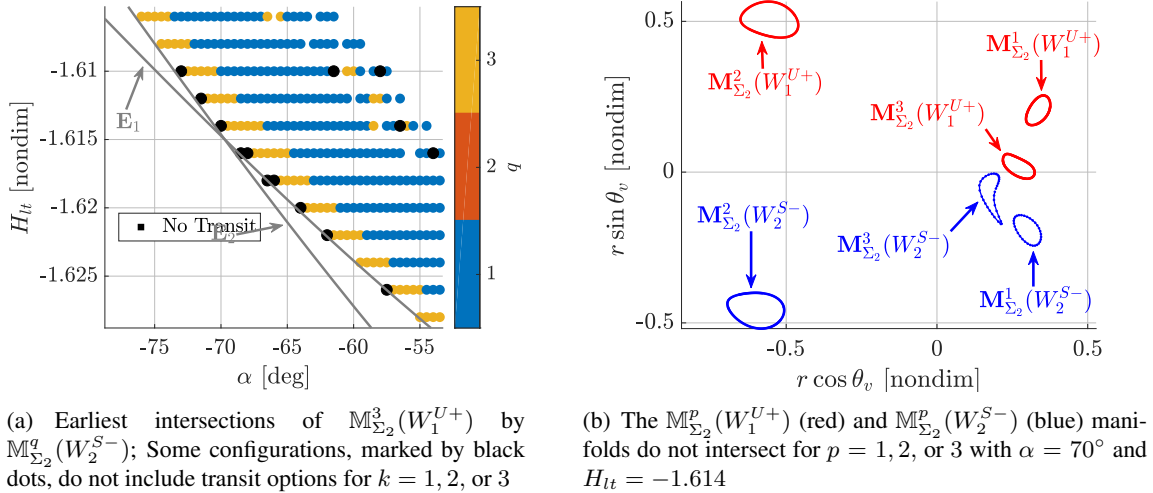 -1.61
-1.615
-1.62
-1.625
H_{lt} [nondim]
E_1
E_2
No Transit
-75 -70 -65 -60 -55
α [deg]
3
2
1
q
0.5
0
-0.5
r sin θ_v [nondim]
M^2_{Σ_2}(W_1^{U+})
M^1_{Σ_2}(W_1^{U+})
M^3_{Σ_2}(W_1^{U+})
M^2_{Σ_2}(W_2^{S-})
M^3_{Σ_2}(W_2^{S-})
M^1_{Σ_2}(W_2^{S-})
-0.5 0 0.5
r cos θ_v [nondim]
(a) Earliest intersections of 𝕄^3_{Σ_2}(W_1^{U+}) by
𝕄^q_{Σ_2}(W_2^{S-}); Some configurations, marked by black
dots, do not include transit options for k = 1, 2, or 3
(b) The 𝕄^p_{Σ_2}(W_1^{U+}) (red) and 𝕄^p_{Σ_2}(W_2^{S-}) (blue) mani-
folds do not intersect for p = 1, 2, or 3 with α = 70° and
H_{lt} = −1.614